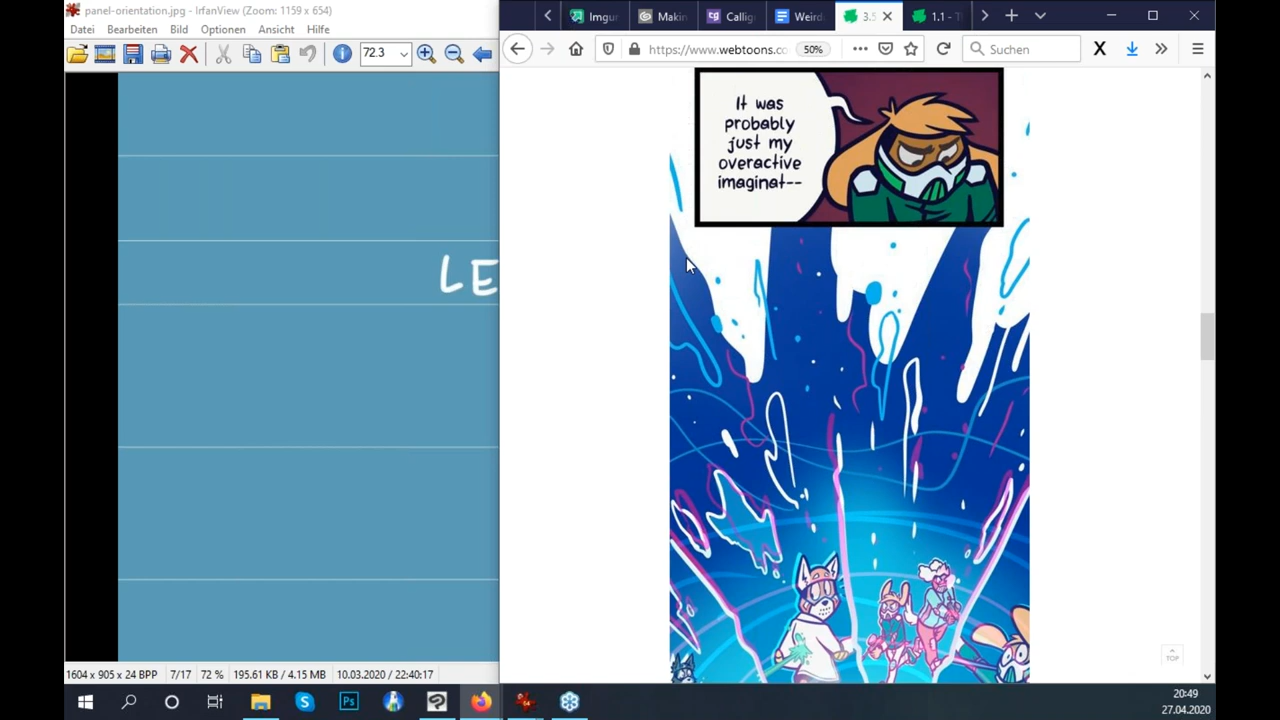 panel-orientation.jpg - IrfanView (Zoom: 1159 x 654)
Datei Bearbeiten Bild Optionen Ansicht Hilfe
72.3
LE
1604 x 905 x 24 BPP 7/17 72 % 195.61 KB / 4.15 MB 10.03.2020 / 22:40:17
Imgur Makin Callig Weird 3.5 1.1 - T
https://www.webtoons.co 50% Suchen X
It was
probably
just my
overactive
imaginat--
TOP
20:49
27.04.2020